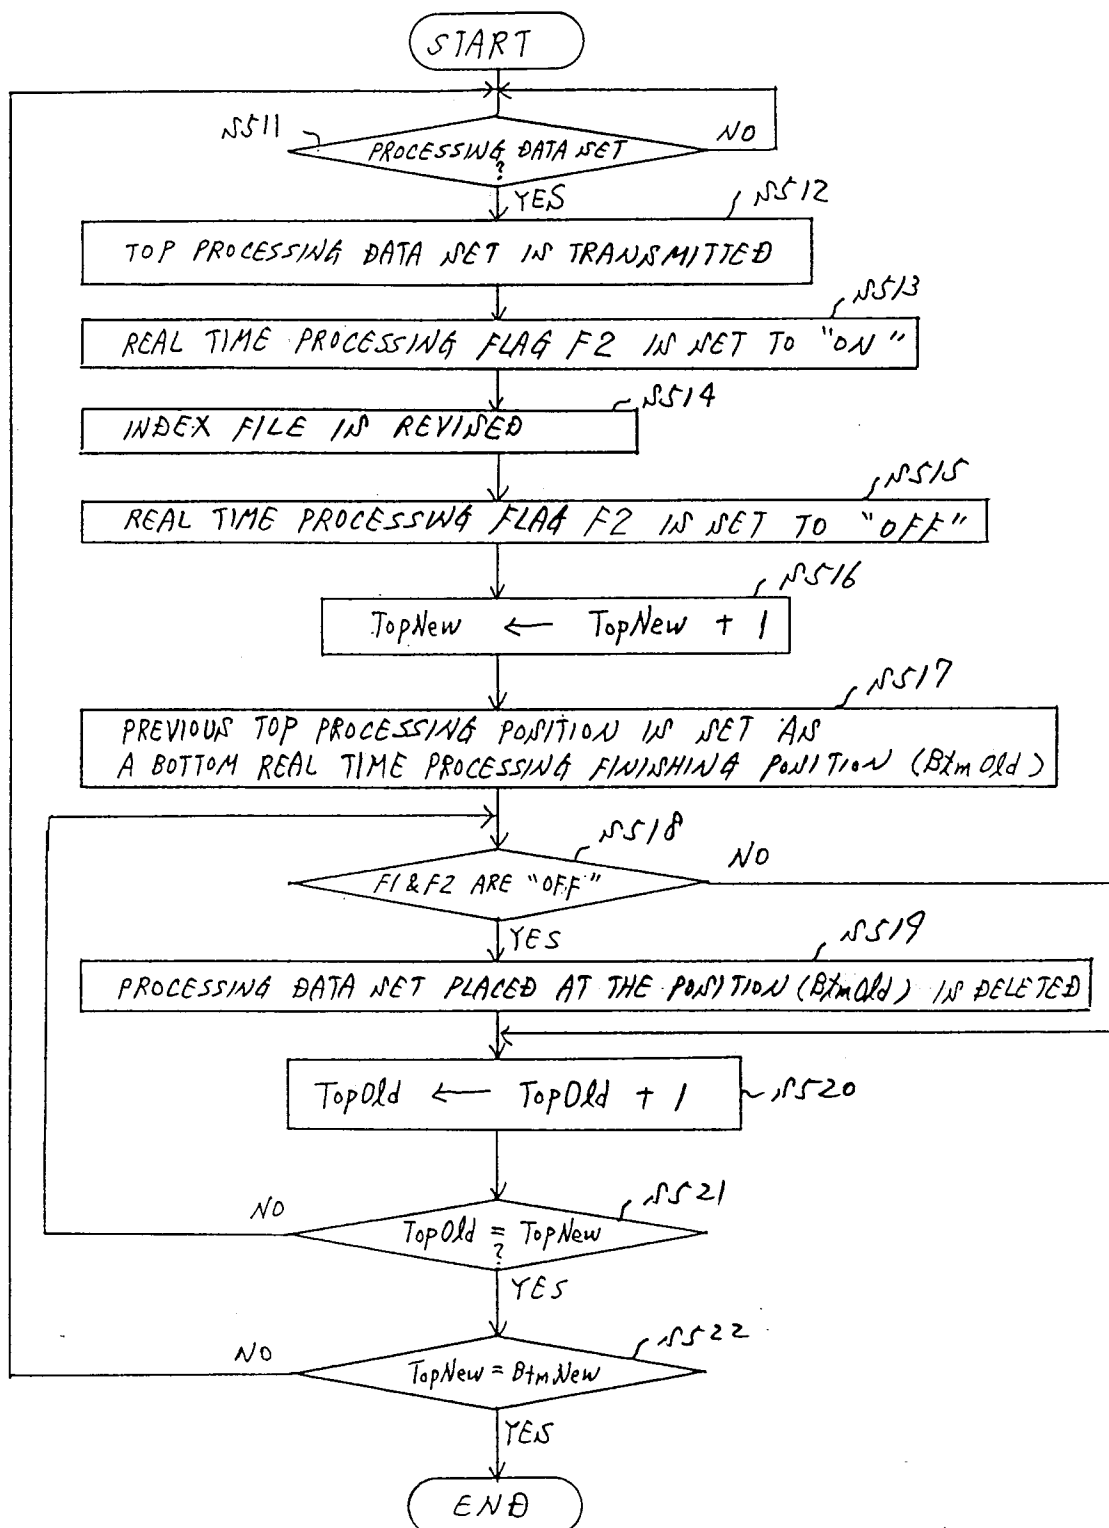 START
S511
PROCESSING DATA SET
?
NO
YES
S512
TOP PROCESSING DATA SET IS TRANSMITTED
S513
REAL TIME PROCESSING FLAG F2 IS SET TO "ON"
S514
INDEX FILE IS REVISED
S515
REAL TIME PROCESSING FLAG F2 IS SET TO "OFF"
S516
TopNew ← TopNew + 1
S517
PREVIOUS TOP PROCESSING POSITION IS SET AS
A BOTTOM REAL TIME PROCESSING FINISHING POSITION (BtmOld)
S518
F1 & F2 ARE "OFF"
NO
YES
S519
PROCESSING DATA SET PLACED AT THE POSITION (BtmOld) IS DELETED
TopOld ← TopOld + 1
S520
S521
NO
TopOld = TopNew
?
YES
S522
NO
TopNew = BtmNew
YES
END